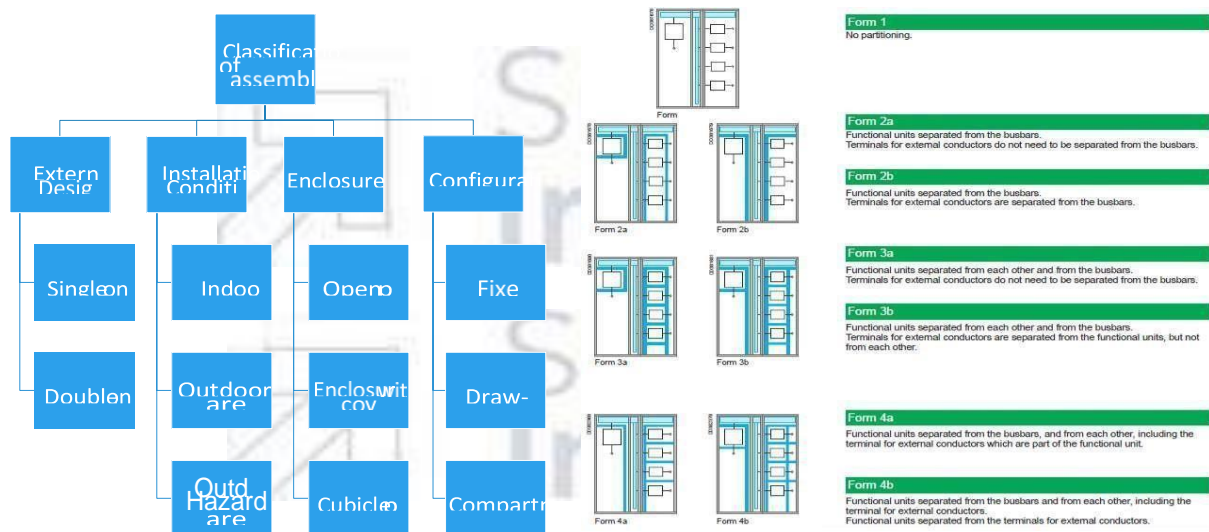 Classificat
of
assembl
Extern
Desig
Installati
Conditi
Enclosure
Configura
Single on
Indoo
Open o
Fixe
Double on
Outdoor
are
Enclosur wit
cov
Draw-
Outd
Hazard
are
Cubicle o
Compartr
Form
Form 2a
Form 2b
Form 3a
Form 3b
Form 4a
Form 4b
Form 1
No partitioning.
Form 2a
Functional units separated from the busbars.
Terminals for external conductors do not need to be separated from the busbars.
Form 2b
Functional units separated from the busbars.
Terminals for external conductors are separated from the busbars.
Form 3a
Functional units separated from each other and from the busbars.
Terminals for external conductors do not need to be separated from the busbars.
Form 3b
Functional units separated from each other and from the busbars.
Terminals for external conductors are separated from the functional units, but not
from each other.
Form 4a
Functional units separated from the busbars, and from each other, including the
terminal for external conductors which are part of the functional unit.
Form 4b
Functional units separated from the busbars and from each other, including the
terminal for external conductors.
Functional units separated from the terminals for external conductors.